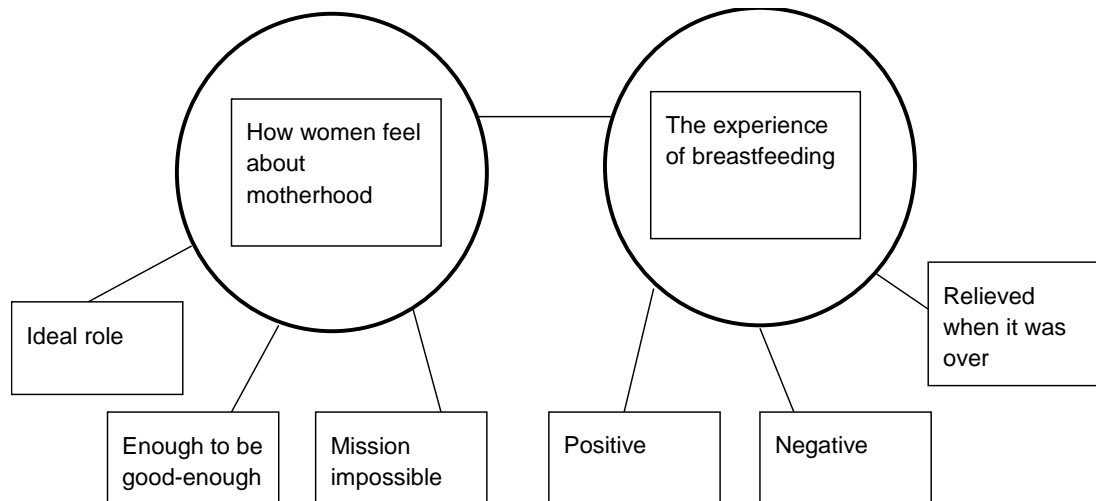 How women feel
about
motherhood
The experience
of breastfeeding
Ideal role
Enough to be
good-enough
Mission
impossible
Positive
Negative
Relieved
when it was
over